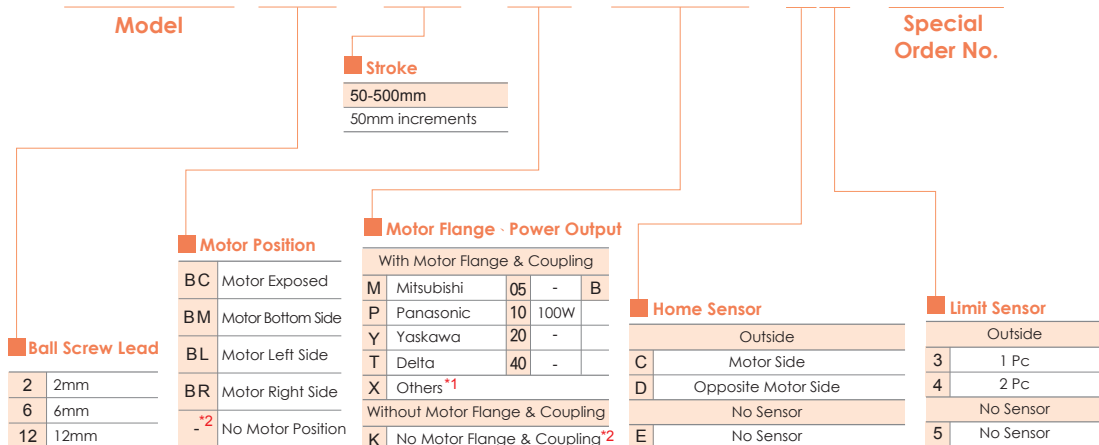 Model
Special
Order No.
Stroke
50-500mm
50mm increments
Ball Screw Lead
2 2mm
6 6mm
12 12mm
Motor Position
BC Motor Exposed
BM Motor Bottom Side
BL Motor Left Side
BR Motor Right Side
-*2 No Motor Position
Motor Flange、Power Output
With Motor Flange & Coupling
M Mitsubishi 05 - B
P Panasonic 10 100W
Y Yaskawa 20 -
T Delta 40 -
X Others*1
Without Motor Flange & Coupling
K No Motor Flange & Coupling*2
Home Sensor
Outside
C Motor Side
D Opposite Motor Side
No Sensor
E No Sensor
Limit Sensor
Outside
3 1 Pc
4 2 Pc
No Sensor
5 No Sensor